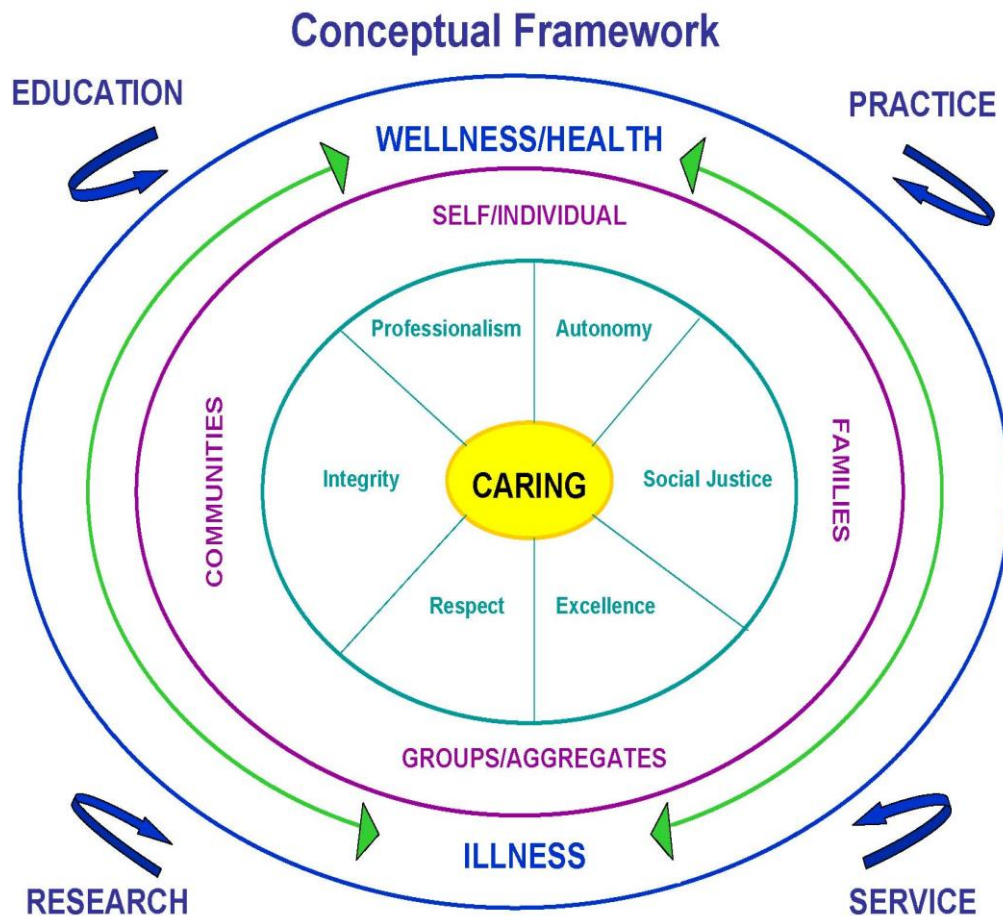 Conceptual Framework
EDUCATION
PRACTICE
WELLNESS/HEALTH
SELF/INDIVIDUAL
Professionalism
Autonomy
COMMUNITIES
Integrity
CARING
Social Justice
FAMILIES
Respect
Excellence
GROUPS/AGGREGATES
ILLNESS
RESEARCH
SERVICE